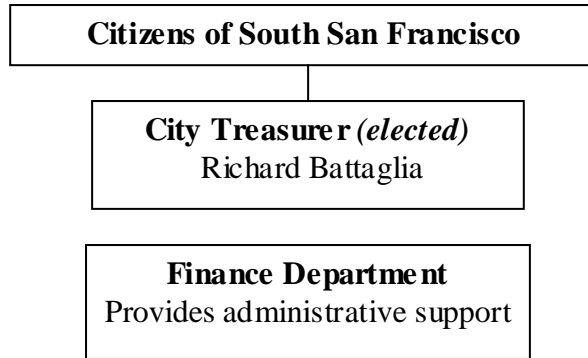 Citizens of South San Francisco
City Treasurer (elected)
Richard Battaglia
Finance Department
Provides administrative support